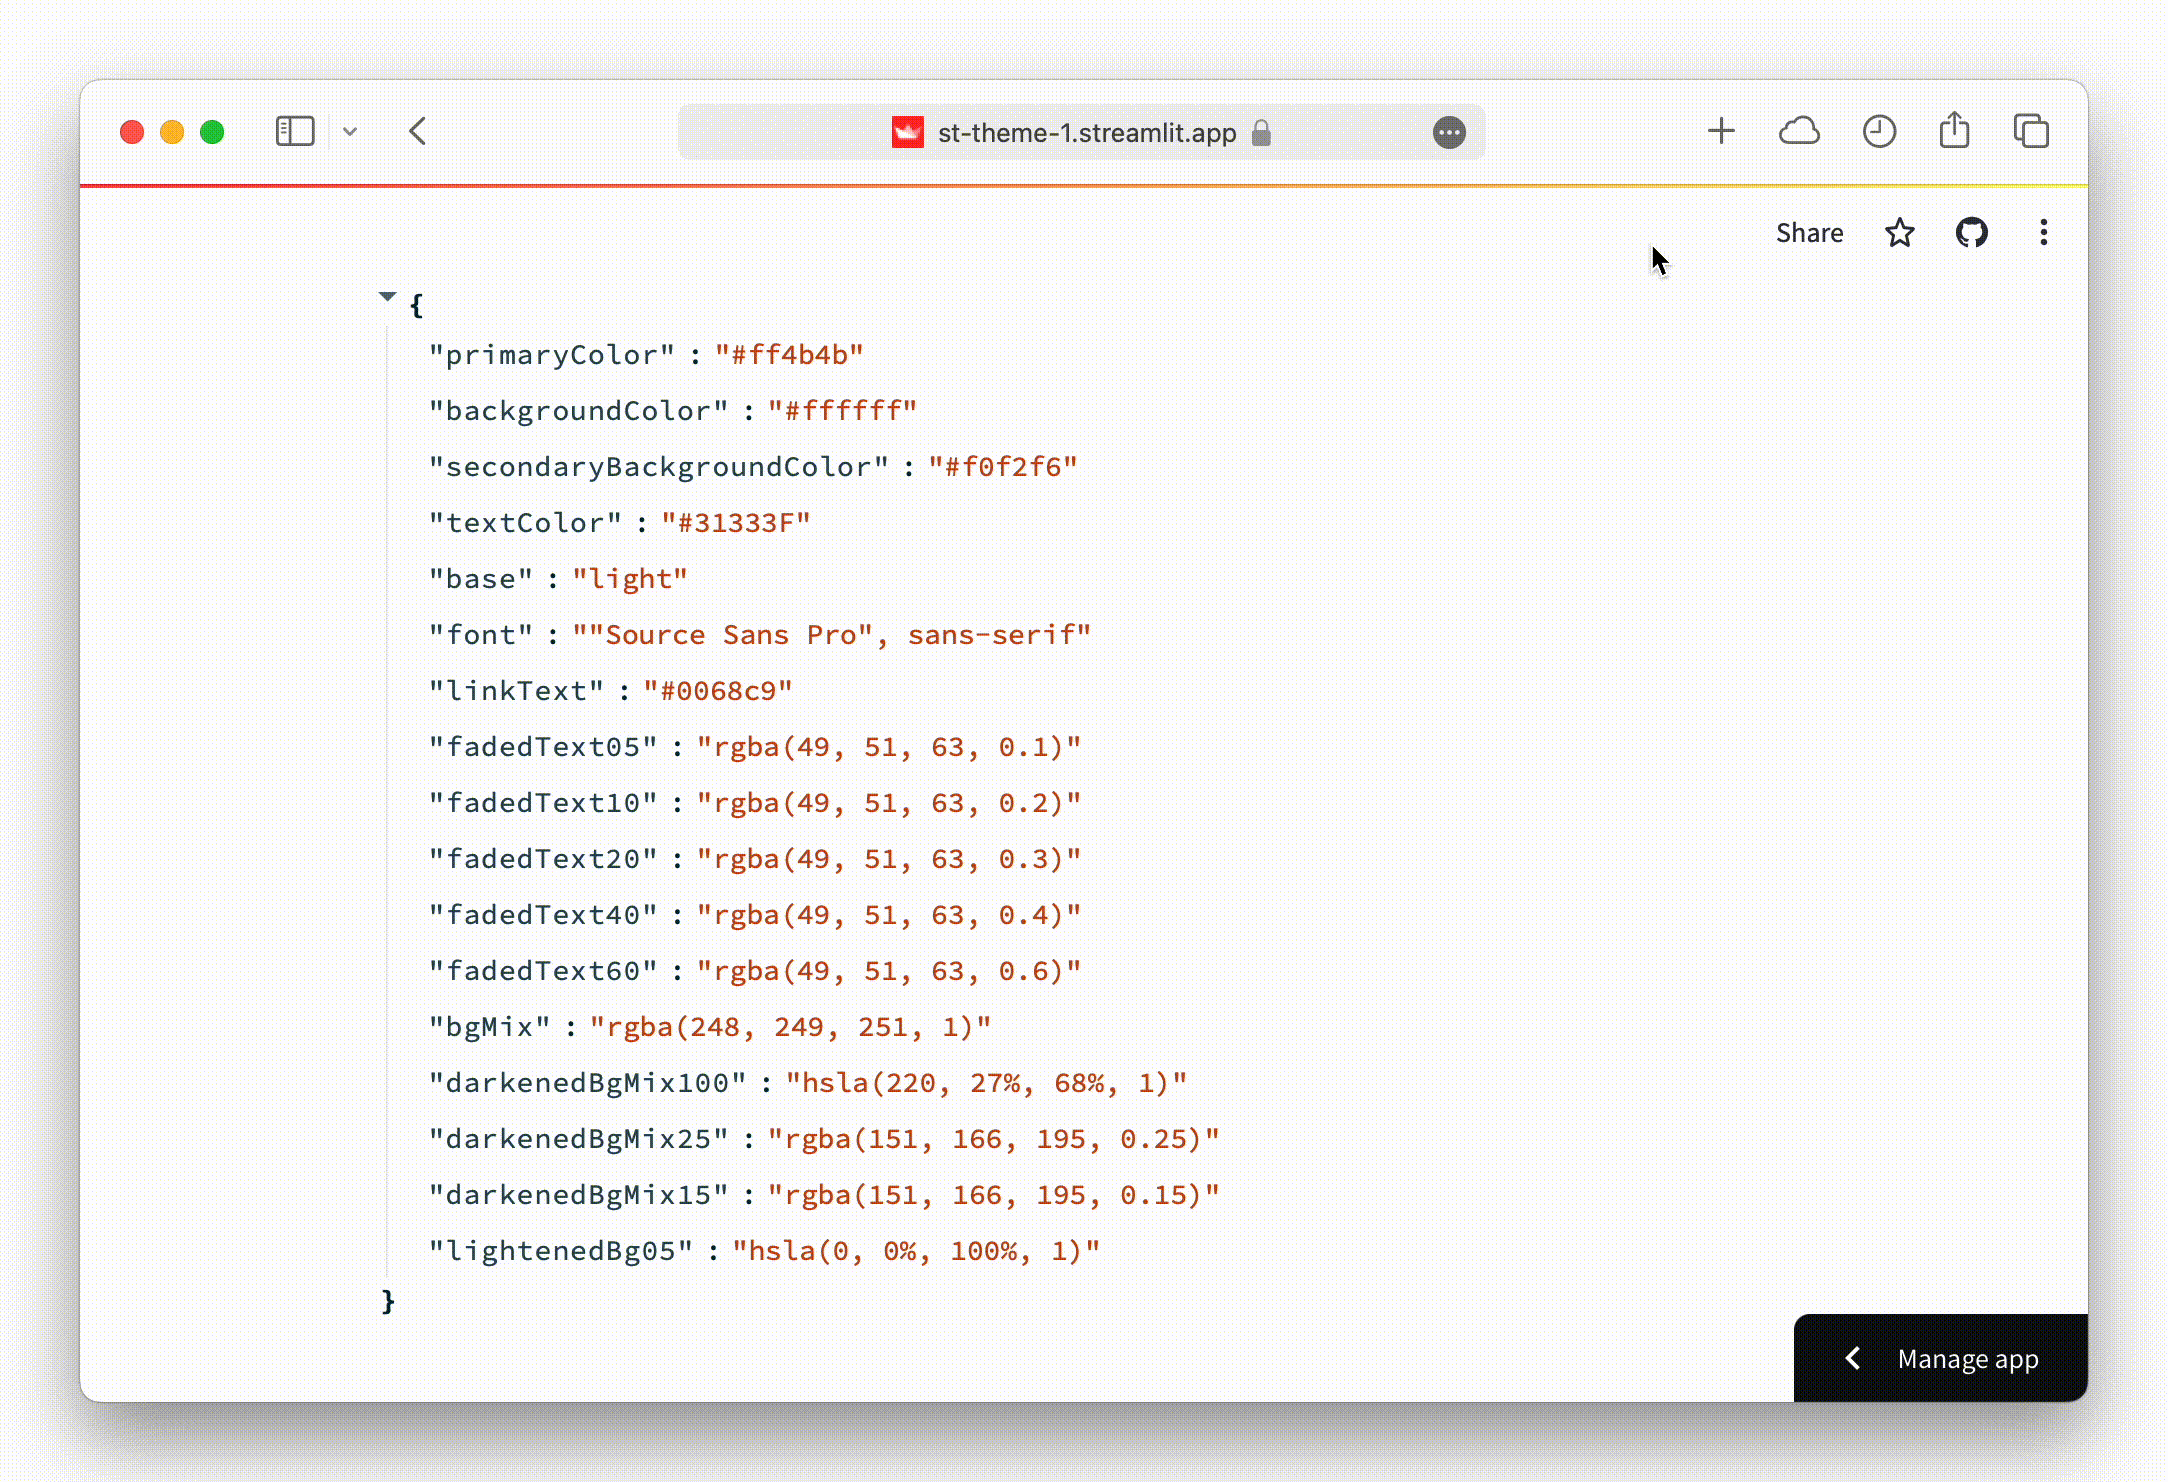 st-theme-1.streamlit.app
Share
{
"primaryColor" : "#ff4b4b"
"backgroundColor" : "#ffffff"
"secondaryBackgroundColor" : "#f0f2f6"
"textColor" : "#31333F"
"base" : "light"
"font" : ""Source Sans Pro", sans-serif"
"linkText" : "#0068c9"
"fadedText05" : "rgba(49, 51, 63, 0.1)"
"fadedText10" : "rgba(49, 51, 63, 0.2)"
"fadedText20" : "rgba(49, 51, 63, 0.3)"
"fadedText40" : "rgba(49, 51, 63, 0.4)"
"fadedText60" : "rgba(49, 51, 63, 0.6)"
"bgMix" : "rgba(248, 249, 251, 1)"
"darkenedBgMix100" : "hsla(220, 27%, 68%, 1)"
"darkenedBgMix25" : "rgba(151, 166, 195, 0.25)"
"darkenedBgMix15" : "rgba(151, 166, 195, 0.15)"
"lightenedBg05" : "hsla(0, 0%, 100%, 1)"
}
Manage app